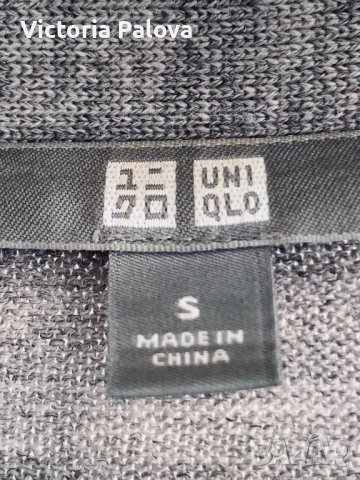 Victoria Palova
ユニ
クロ
UNI
QLO
S
MADE IN
CHINA